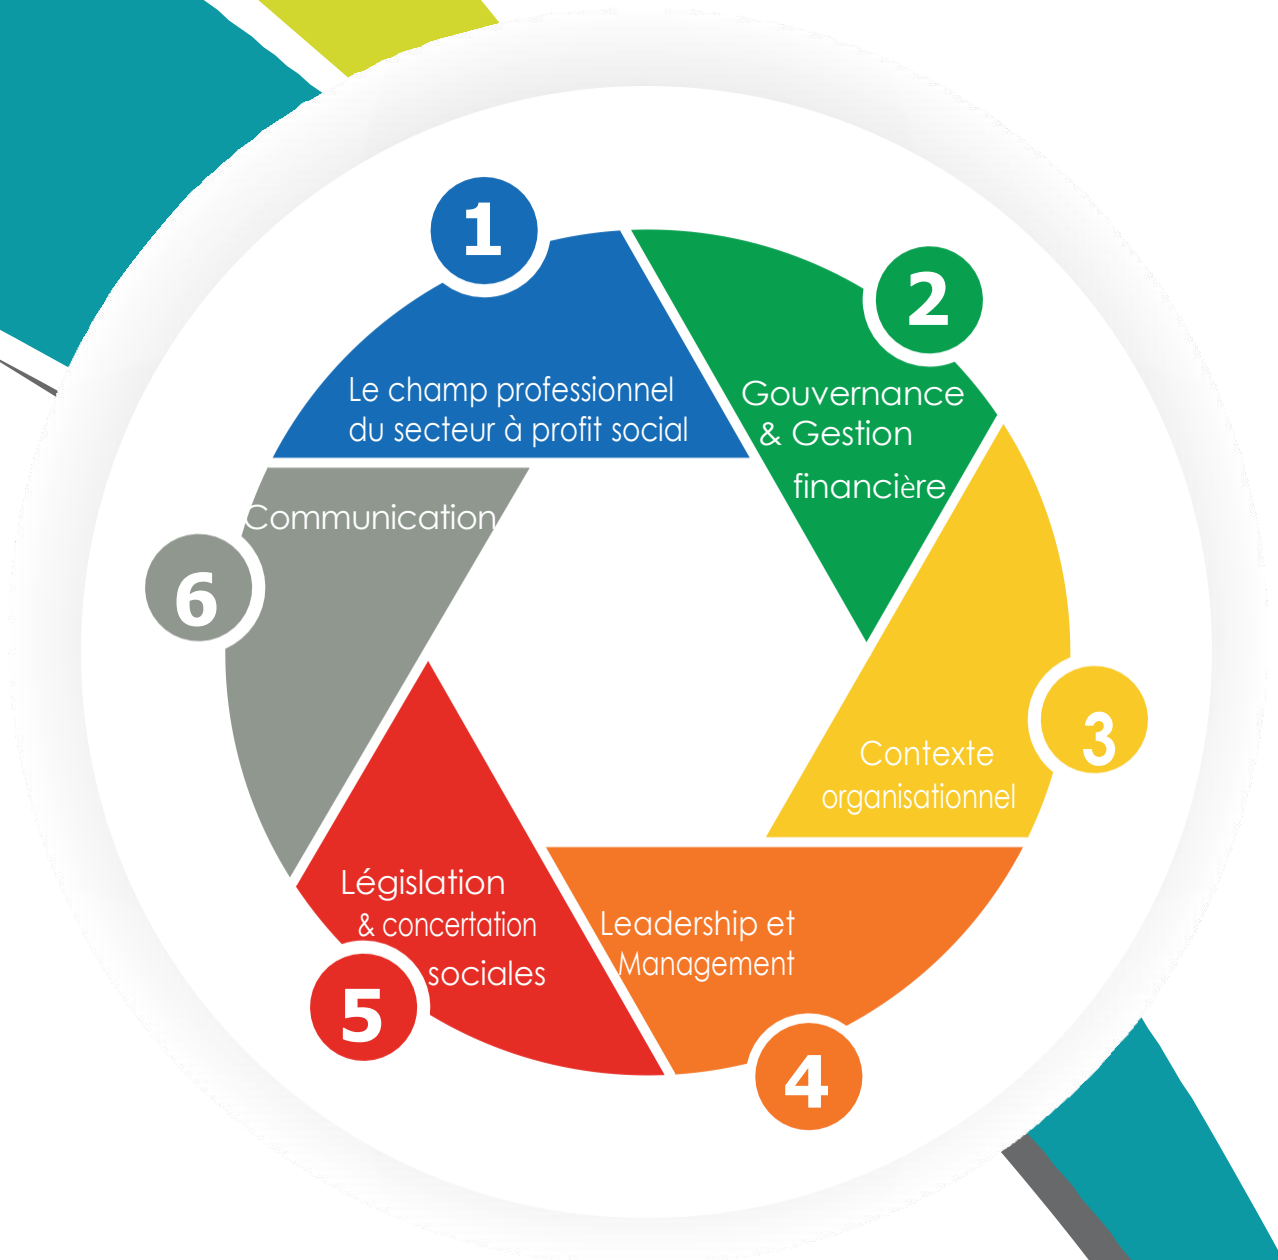 1
Le champ professionnel
du secteur à profit social
2
Gouvernance
& Gestion
financière
3
Contexte
organisationnel
4
Leadership et
Management
5
Législation
& concertation
sociales
6
Communication